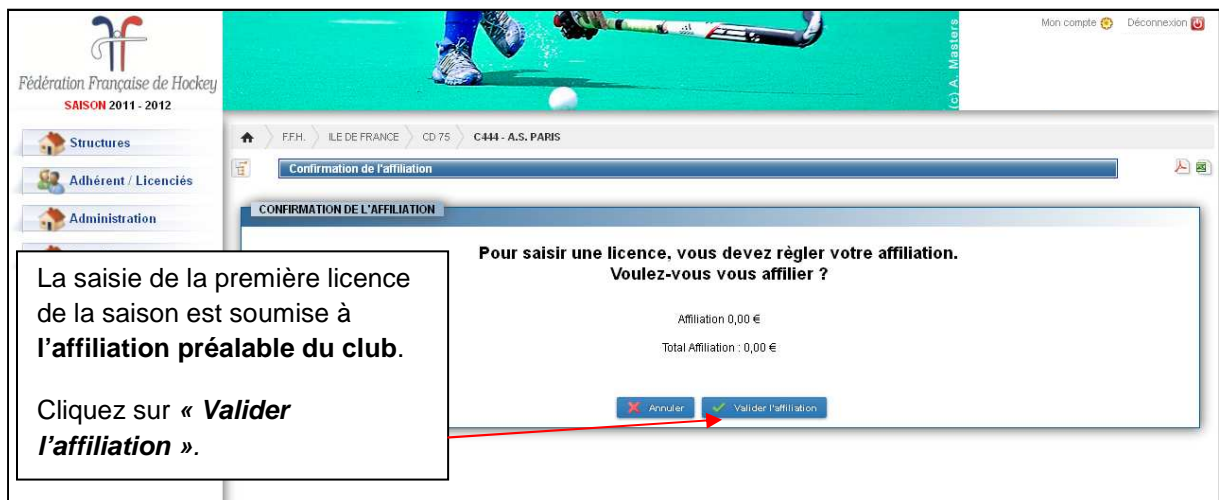 Fédération Française de Hockey
SAISON 2011 - 2012
(c) A. Masters
Mon compte
Déconnexion
Structures
Adhérent / Licenciés
Administration
F.F.H. ILE DE FRANCE CD 75 C444 - A.S. PARIS
Confirmation de l'affiliation
CONFIRMATION DE L'AFFILIATION
Pour saisir une licence, vous devez règler votre affiliation.
Voulez-vous vous affilier ?
Affiliation 0,00 €
Total Affiliation : 0,00 €
Annuler
Valider l'affiliation
La saisie de la première licence
de la saison est soumise à
l’affiliation préalable du club.
Cliquez sur « Valider
l’affiliation ».